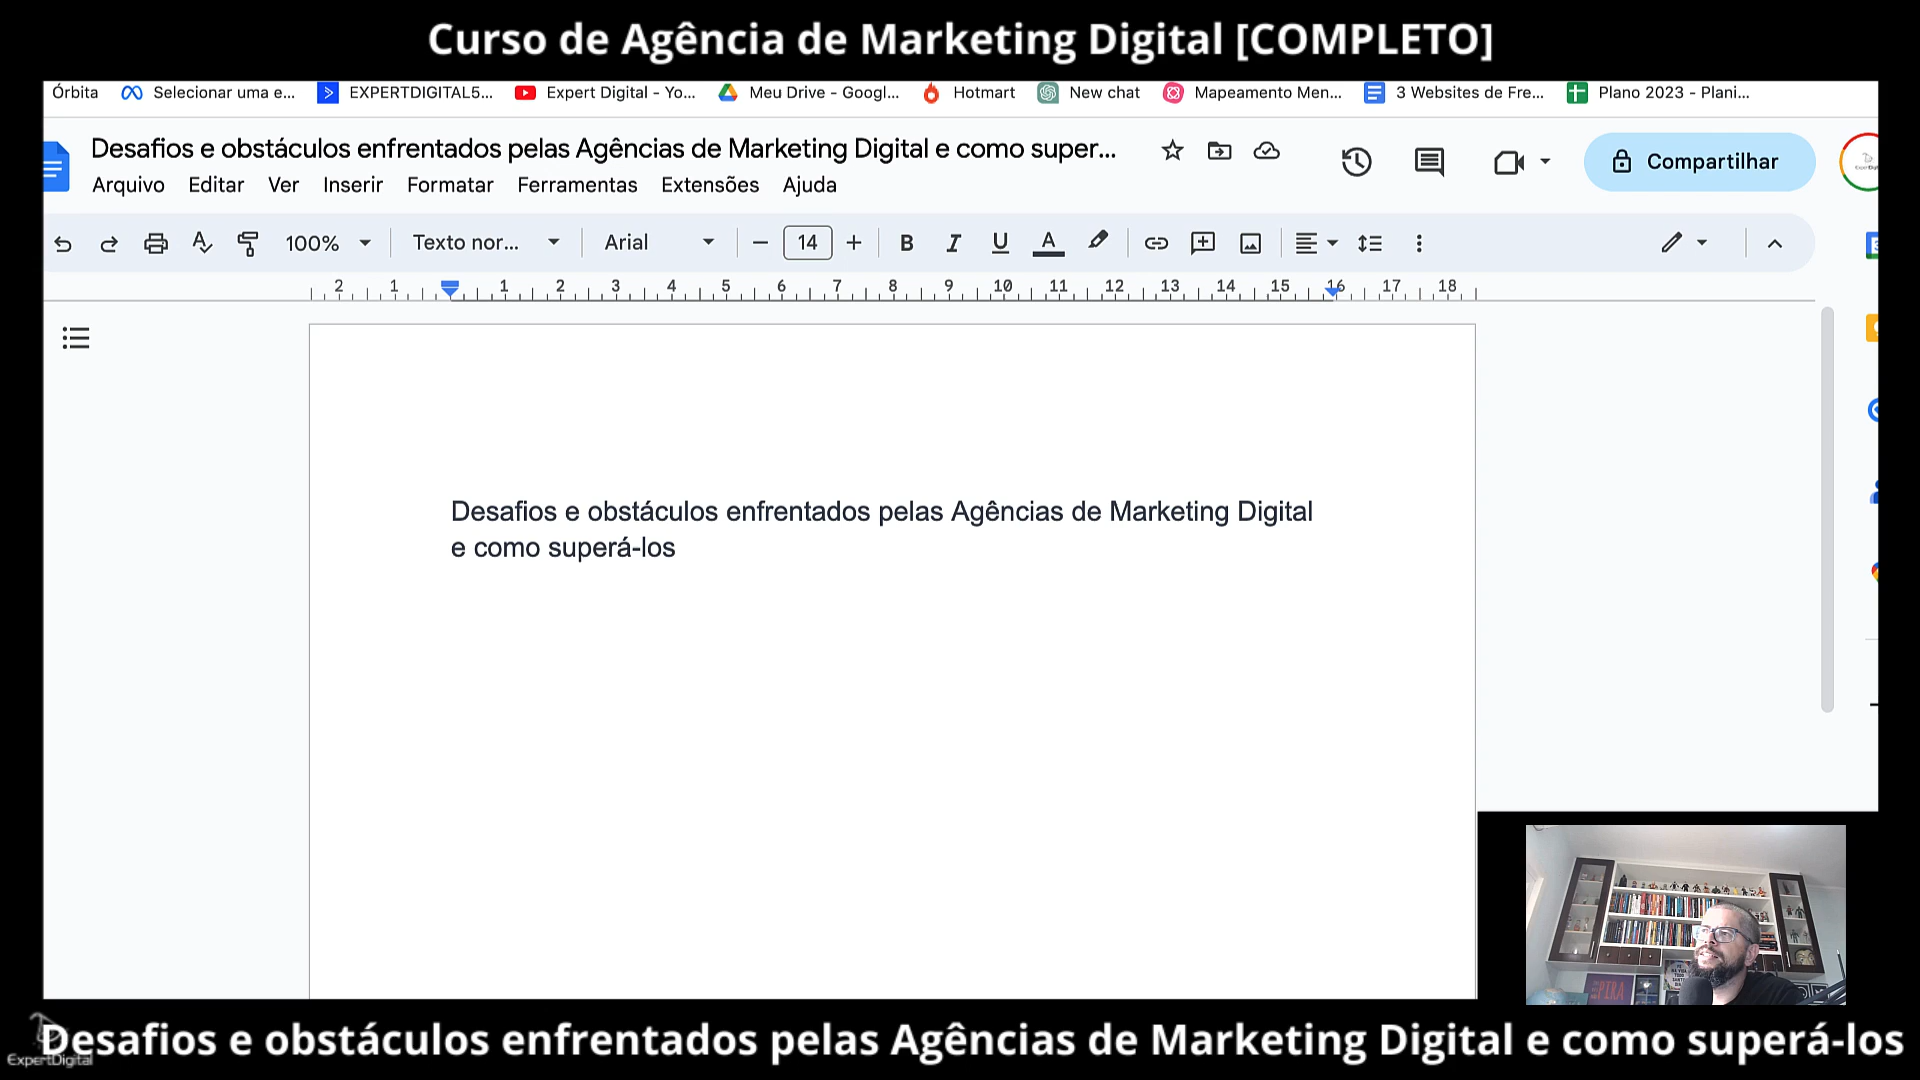 Curso de Agência de Marketing Digital [COMPLETO]
Órbita Selecionar uma e... EXPERTDIGITAL5... Expert Digital - Yo... Meu Drive - Googl... Hotmart New chat Mapeamento Men... 3 Websites de Fre... Plano 2023 - Plani...
Desafios e obstáculos enfrentados pelas Agências de Marketing Digital e como super...
Compartilhar
Arquivo Editar Ver Inserir Formatar Ferramentas Extensões Ajuda
100% Texto nor... Arial 14 B I U A
2 1 1 2 3 4 5 6 7 8 9 10 11 12 13 14 15 16 17 18
Desafios e obstáculos enfrentados pelas Agências de Marketing Digital
e como superá-los
PIRA
Desafios e obstáculos enfrentados pelas Agências de Marketing Digital e como superá-los
ExpertDigital